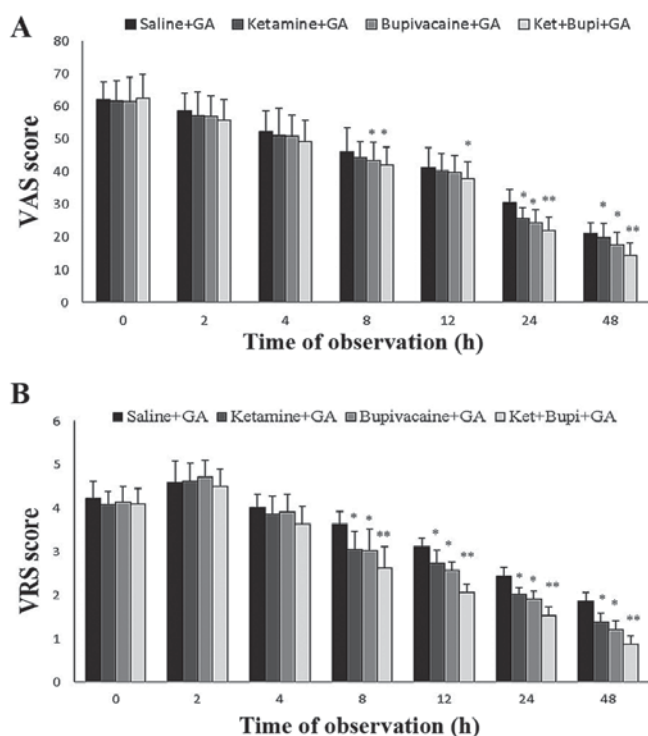 A
Saline+GA Ketamine+GA Bupivacaine+GA Ket+Bupi+GA
80
70
60
50
40
30
20
10
0
VAS score
* *
*
* * **
* * **
0 2 4 8 12 24 48
Time of observation (h)
B
Saline+GA Ketamine+GA Bupivacaine+GA Ket+Bupi+GA
6
5
4
3
2
1
0
VRS score
* * **
* * **
* * **
* * **
0 2 4 8 12 24 48
Time of observation (h)